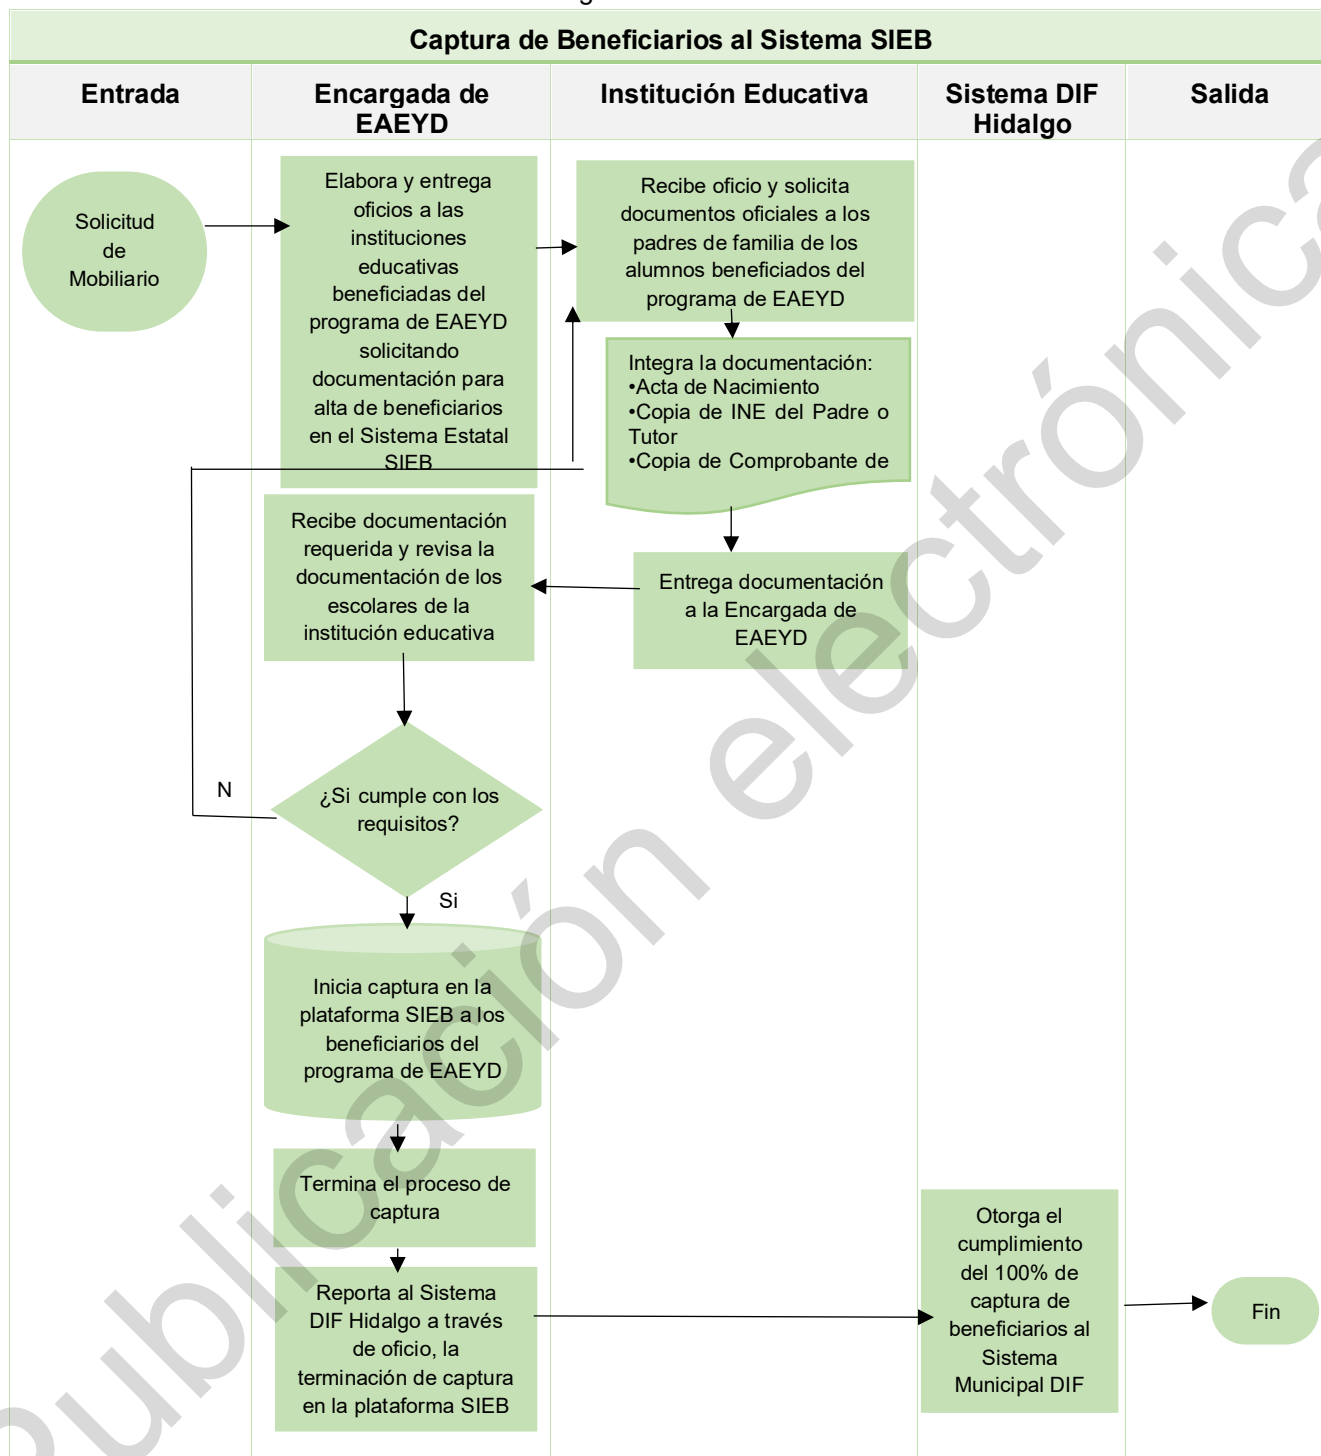 Captura de Beneficiarios al Sistema SIEB
Entrada
Encargada de
EAEYD
Institución Educativa
Sistema DIF
Hidalgo
Salida
Solicitud
de
Mobiliario
Elabora y entrega
oficios a las
instituciones
educativas
beneficiadas del
programa de EAEYD
solicitando
documentación para
alta de beneficiarios
en el Sistema Estatal
SIEB
Recibe oficio y solicita
documentos oficiales a los
padres de familia de los
alumnos beneficiados del
programa de EAEYD
Integra la documentación:
•Acta de Nacimiento
•Copia de INE del Padre o
Tutor
•Copia de Comprobante de
Entrega documentación
a la Encargada de
EAEYD
Recibe documentación
requerida y revisa la
documentación de los
escolares de la
institución educativa
N
¿Si cumple con los
requisitos?
Si
Inicia captura en la
plataforma SIEB a los
beneficiarios del
programa de EAEYD
Termina el proceso de
captura
Reporta al Sistema
DIF Hidalgo a través
de oficio, la
terminación de captura
en la plataforma SIEB
Otorga el
cumplimiento
del 100% de
captura de
beneficiarios al
Sistema
Municipal DIF
Fin
Publicación electrónica